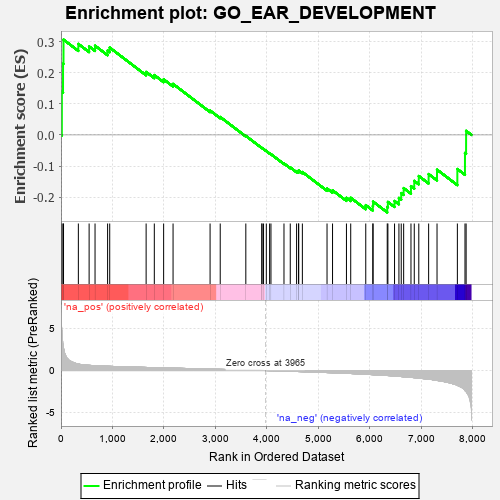 Enrichment plot: GO_EAR_DEVELOPMENT
Enrichment score (ES)
0.3
0.2
0.1
0.0
-0.1
-0.2
'na_pos' (positively correlated)
Ranked list metric (PreRanked)
5
0
-5
Zero cross at 3965
'na_neg' (negatively correlated)
0
1,000
2,000
3,000
4,000
5,000
6,000
7,000
8,000
Rank in Ordered Dataset
Enrichment profile
Hits
Ranking metric scores